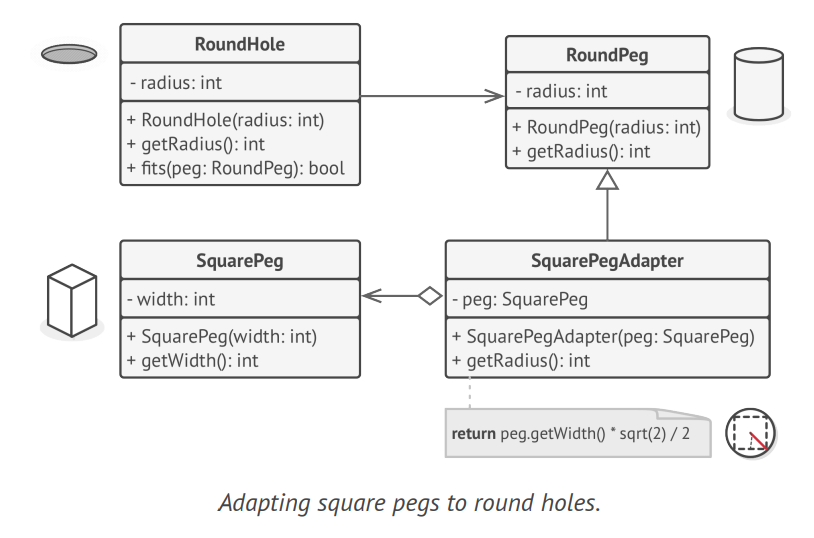 RoundHole
- radius: int
+ RoundHole(radius: int)
+ getRadius(): int
+ fits(peg: RoundPeg): bool
RoundPeg
- radius: int
+ RoundPeg(radius: int)
+ getRadius(): int
SquarePeg
- width: int
+ SquarePeg(width: int)
+ getWidth(): int
SquarePegAdapter
- peg: SquarePeg
+ SquarePegAdapter(peg: SquarePeg)
+ getRadius(): int
return peg.getWidth() * sqrt(2) / 2
Adapting square pegs to round holes.